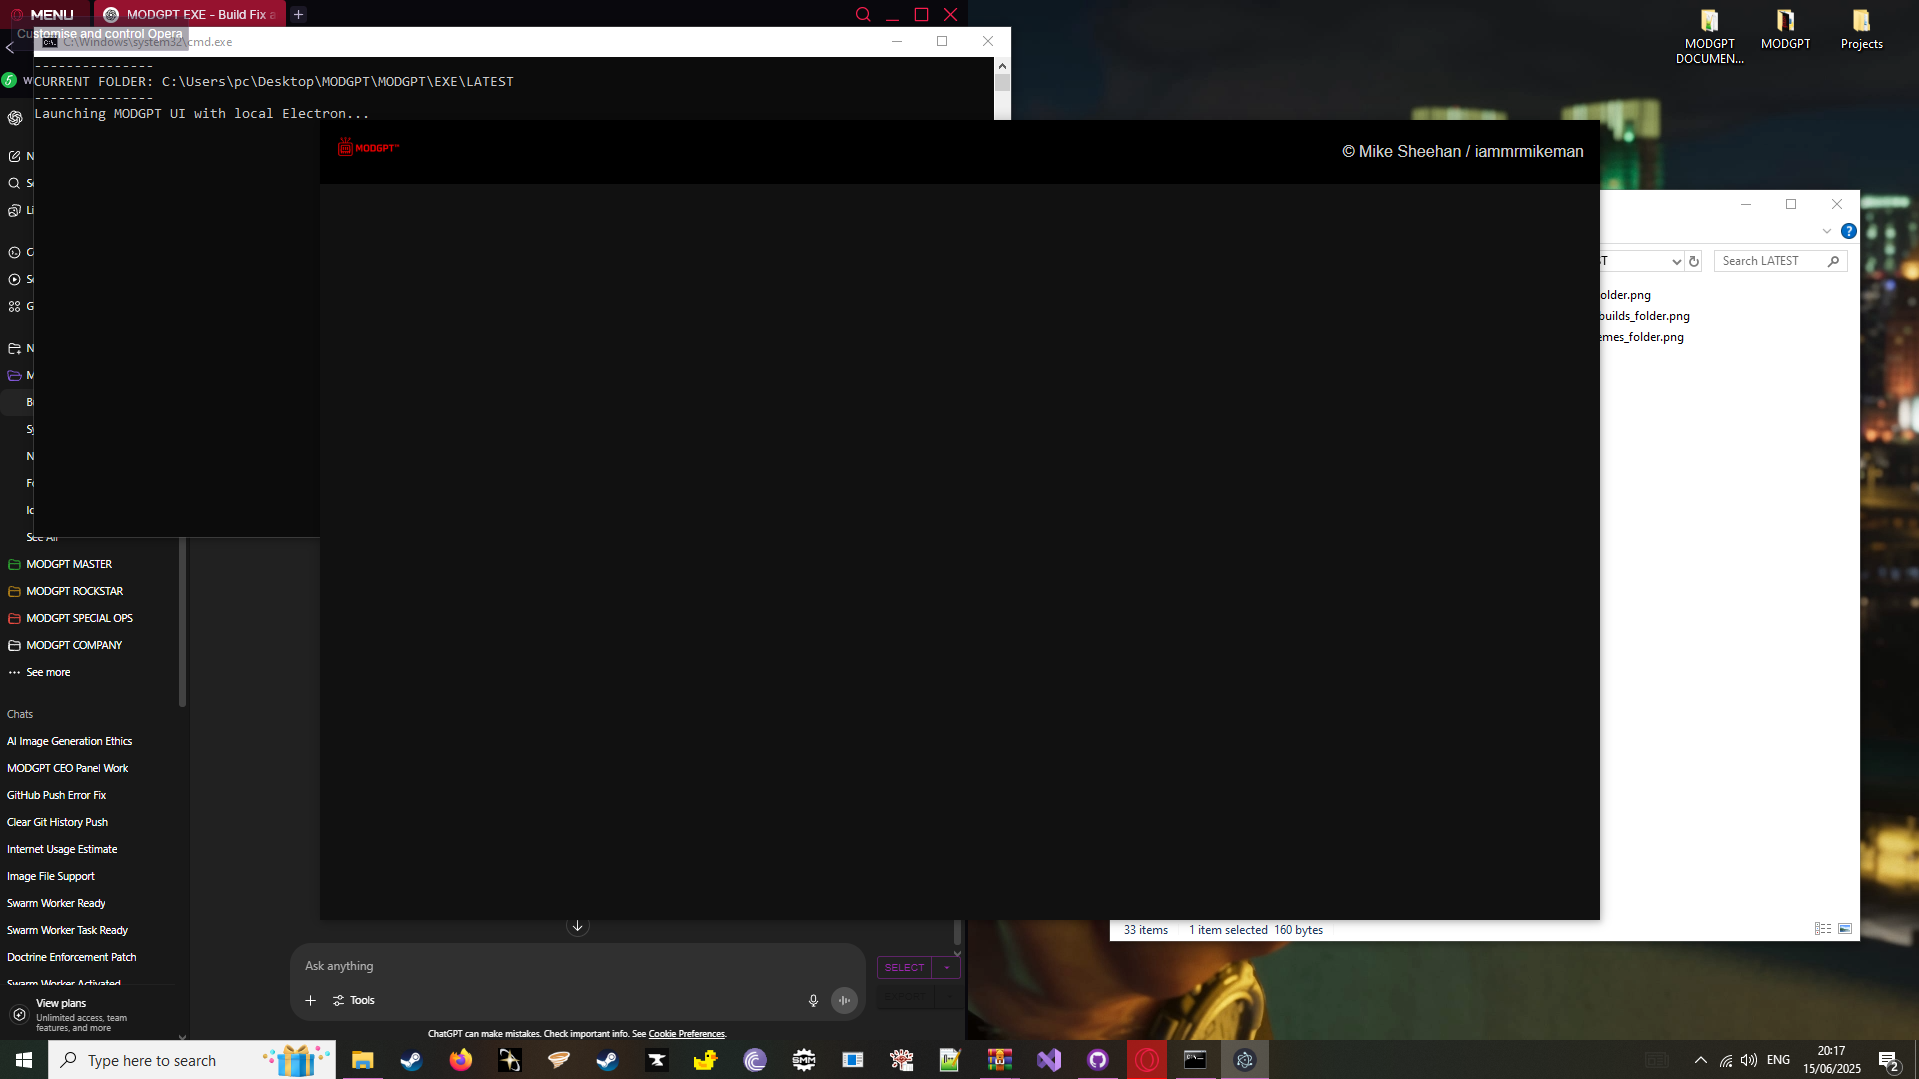 MENU
MODGPT EXE - Build Fix a
Customise and control Opera
C:\Windows\system32\cmd.exe
---------------
CURRENT FOLDER: C:\Users\pc\Desktop\MODGPT\MODGPT\EXE\LATEST
---------------
Launching MODGPT UI with local Electron...
MODGPT
© Mike Sheehan / iammrmikeman
MODGPT DOCUMEN...
MODGPT
Projects
Search LATEST
older.png
builds_folder.png
emes_folder.png
33 items
1 item selected 160 bytes
See All
MODGPT MASTER
MODGPT ROCKSTAR
MODGPT SPECIAL OPS
MODGPT COMPANY
See more
Chats
AI Image Generation Ethics
MODGPT CEO Panel Work
GitHub Push Error Fix
Clear Git History Push
Internet Usage Estimate
Image File Support
Swarm Worker Ready
Swarm Worker Task Ready
Doctrine Enforcement Patch
Swarm Worker Activated
View plans
Unlimited access, team
features, and more
Ask anything
Tools
SELECT
EXPORT
ChatGPT can make mistakes. Check important info. See Cookie Preferences.
Type here to search
SMM
ENG
20:17
15/06/2025
2